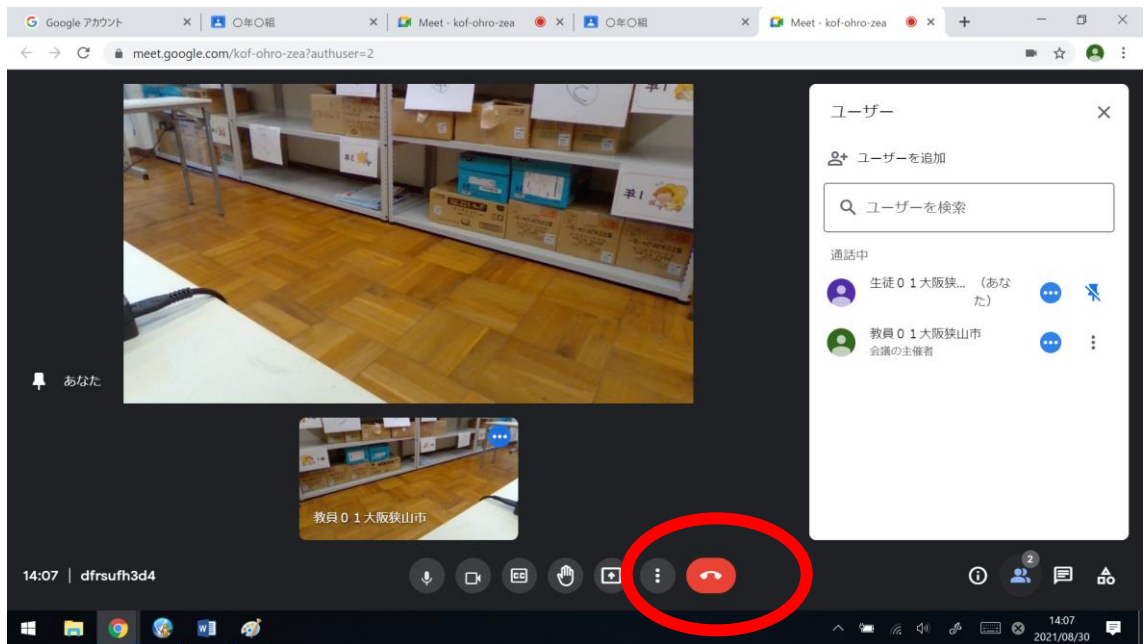 Google アカウント
〇年〇組
Meet - kof-ohro-zea
〇年〇組
Meet - kof-ohro-zea
meet.google.com/kof-ohro-zea?authuser=2
ユーザー
ユーザーを追加
ユーザーを検索
通話中
生徒０１大阪狭... （あな
た）
教員０１大阪狭山市
会議の主催者
あなた
教員０１大阪狭山市
14:07 | dfrsufh3d4
2
14:07
2021/08/30